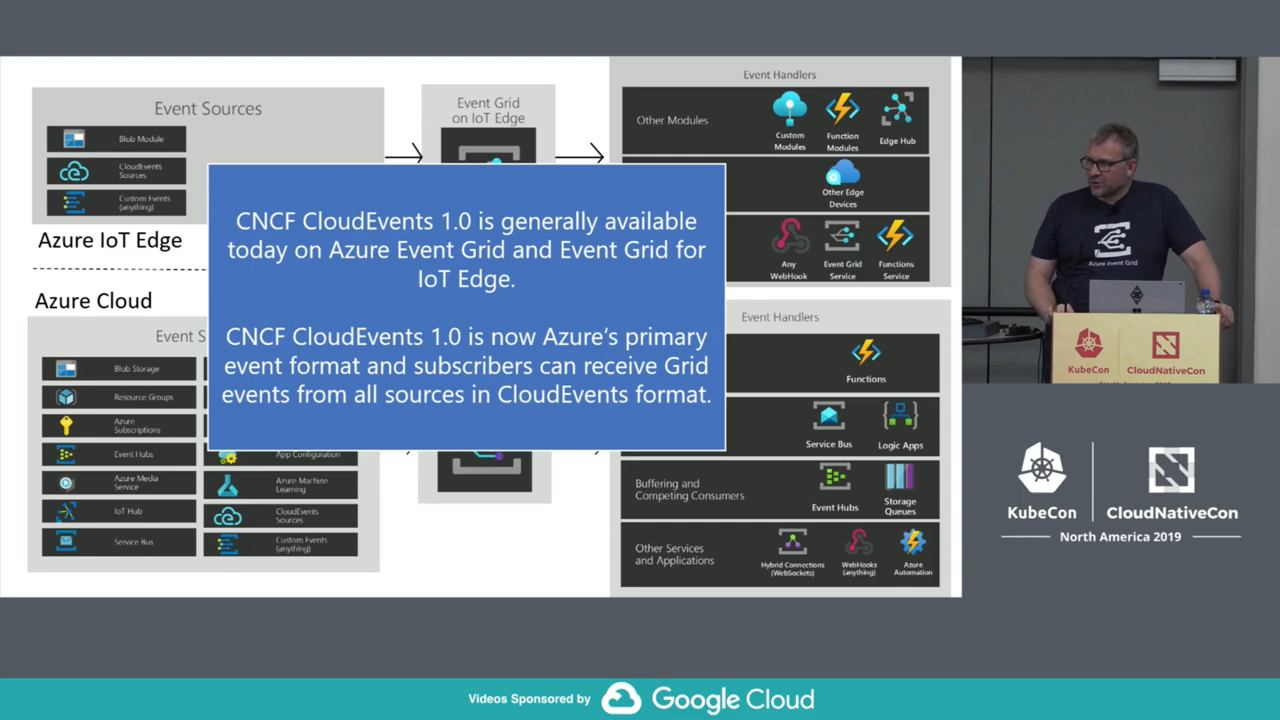 Event Sources
Blob Module
CloudEvents
Sources
Custom Events
(anything)
Azure IoT Edge
Event Grid
on IoT Edge
Event Handlers
Other Modules
Custom
Modules
Function
Modules
Edge Hub
Other Edge
Devices
Any
WebHook
Event Grid
Service
Functions
Service
CNCF CloudEvents 1.0 is generally available
today on Azure Event Grid and Event Grid for
IoT Edge.
CNCF CloudEvents 1.0 is now Azure's primary
event format and subscribers can receive Grid
events from all sources in CloudEvents format.
Azure Cloud
Event S
Blob Storage
Resource Groups
Azure
Subscriptions
Event Hubs
Azure Media
Service
IoT Hub
Service Bus
App Configuration
Azure Machine
Learning
CloudEvents
Sources
Custom Events
(anything)
Event Handlers
Functions
Service Bus
Logic Apps
Buffering and
Competing Consumers
Event Hubs
Storage
Queues
Other Services
and Applications
Hybrid Connections
(WebSockets)
WebHooks
(anything)
Azure
Automation
Azure Event Grid
KubeCon
CloudNativeCon
North America 2019
KubeCon
CloudNativeCon
North America 2019
Videos Sponsored by
Google Cloud